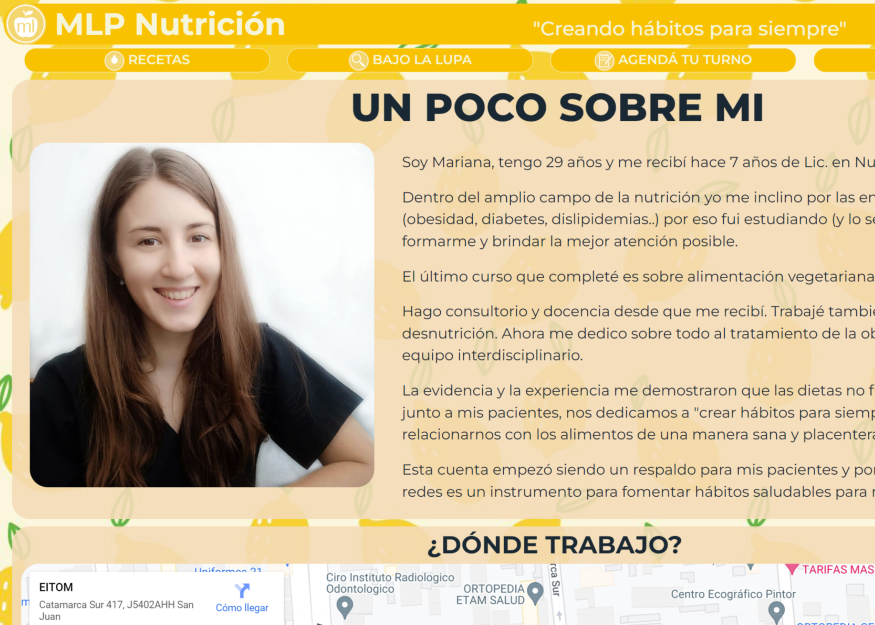 ml
MLP Nutrición
"Creando hábitos para siempre"
RECETAS
BAJO LA LUPA
AGENDÁ TU TURNO
UN POCO SOBRE MI
Soy Mariana, tengo 29 años y me recibí hace 7 años de Lic. en Nu
Dentro del amplio campo de la nutrición yo me inclino por las en
(obesidad, diabetes, dislipidemias..) por eso fui estudiando (y lo se
formarme y brindar la mejor atención posible.
El último curso que completé es sobre alimentación vegetariana
Hago consultorio y docencia desde que me recibí. Trabajé tambié
desnutrición. Ahora me dedico sobre todo al tratamiento de la ob
equipo interdisciplinario.
La evidencia y la experiencia me demostraron que las dietas no f
junto a mis pacientes, nos dedicamos a "crear hábitos para siemp
relacionarnos con los alimentos de una manera sana y placentera
Esta cuenta empezó siendo un respaldo para mis pacientes y por
redes es un instrumento para fomentar hábitos saludables para
¿DÓNDE TRABAJO?
EITOM
Catamarca Sur 417, J5402AHH San
Juan
Cómo llegar
Ciro Instituto Radiologico
Odontologico
ORTOPEDIA
ETAM SALUD
rca Sur
Centro Ecográfico Pintor
TARIFAS MAS